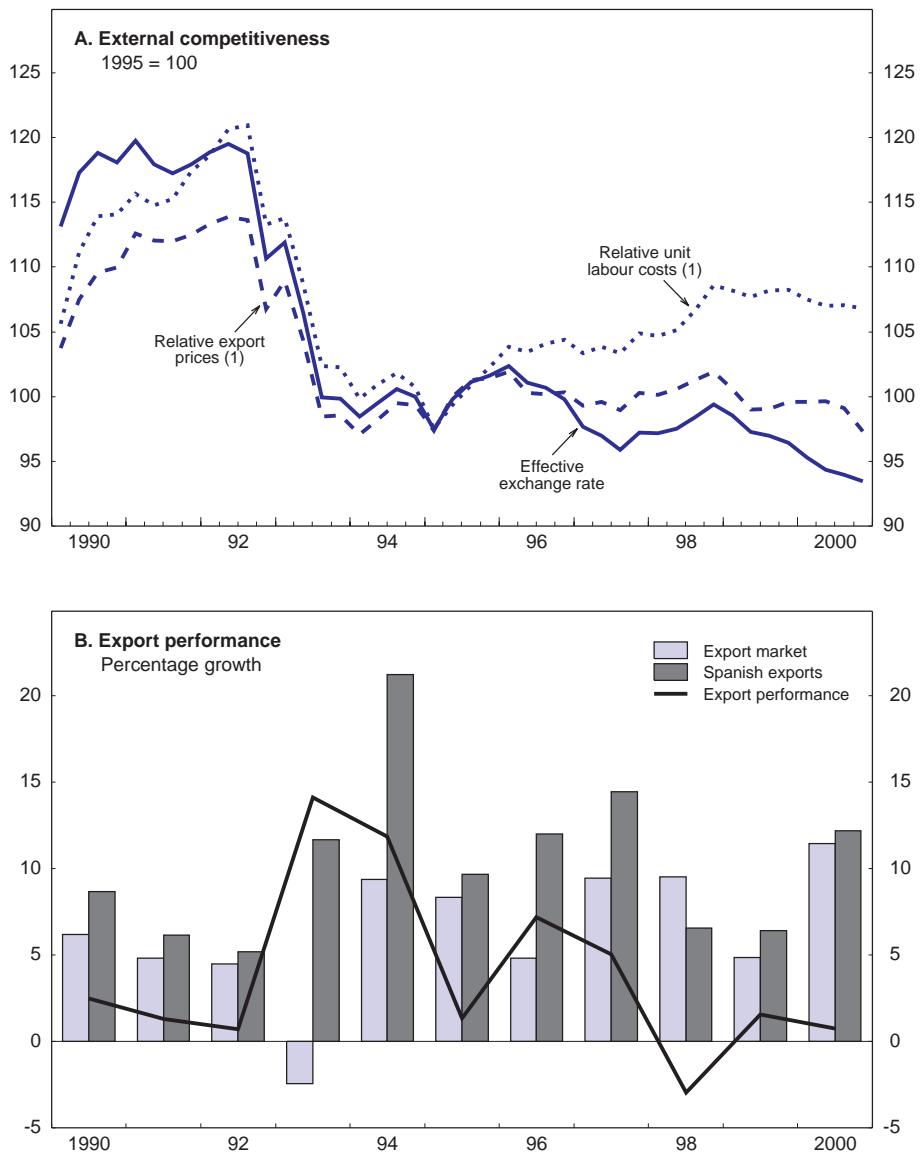 A. External competitiveness
1995 = 100
125 125
120 120
115 115
110 110
105 105
100 100
95 95
90 90
Relative unit
labour costs (1)
Relative export
prices (1)
Effective
exchange rate
1990 92 94 96 98 2000
B. Export performance
Percentage growth
Export market
Spanish exports
Export performance
20 20
15 15
10 10
5 5
0 0
-5 -5
1990 92 94 96 98 2000